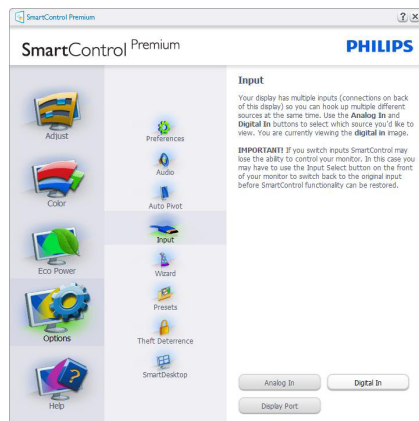 SmartControl Premium
SmartControl Premium
PHILIPS
Adjust
Color
Eco Power
Options
Help
Preferences
Audio
Auto Pivot
Input
Wizard
Presets
Theft Deterrence
SmartDesktop
Input
Your display has multiple inputs (connections on back
of this display) so you can hook up multiple different
sources at the same time. Use the Analog In and
Digital In buttons to select which source you'd like to
view. You are currently viewing the digital in image.
IMPORTANT! If you switch inputs SmartControl may
lose the ability to control your monitor. In this case you
may have to use the Input Select button on the front
of your monitor to switch back to the original input
before SmartControl functionality can be restored.
Analog In
Digital In
Display Port